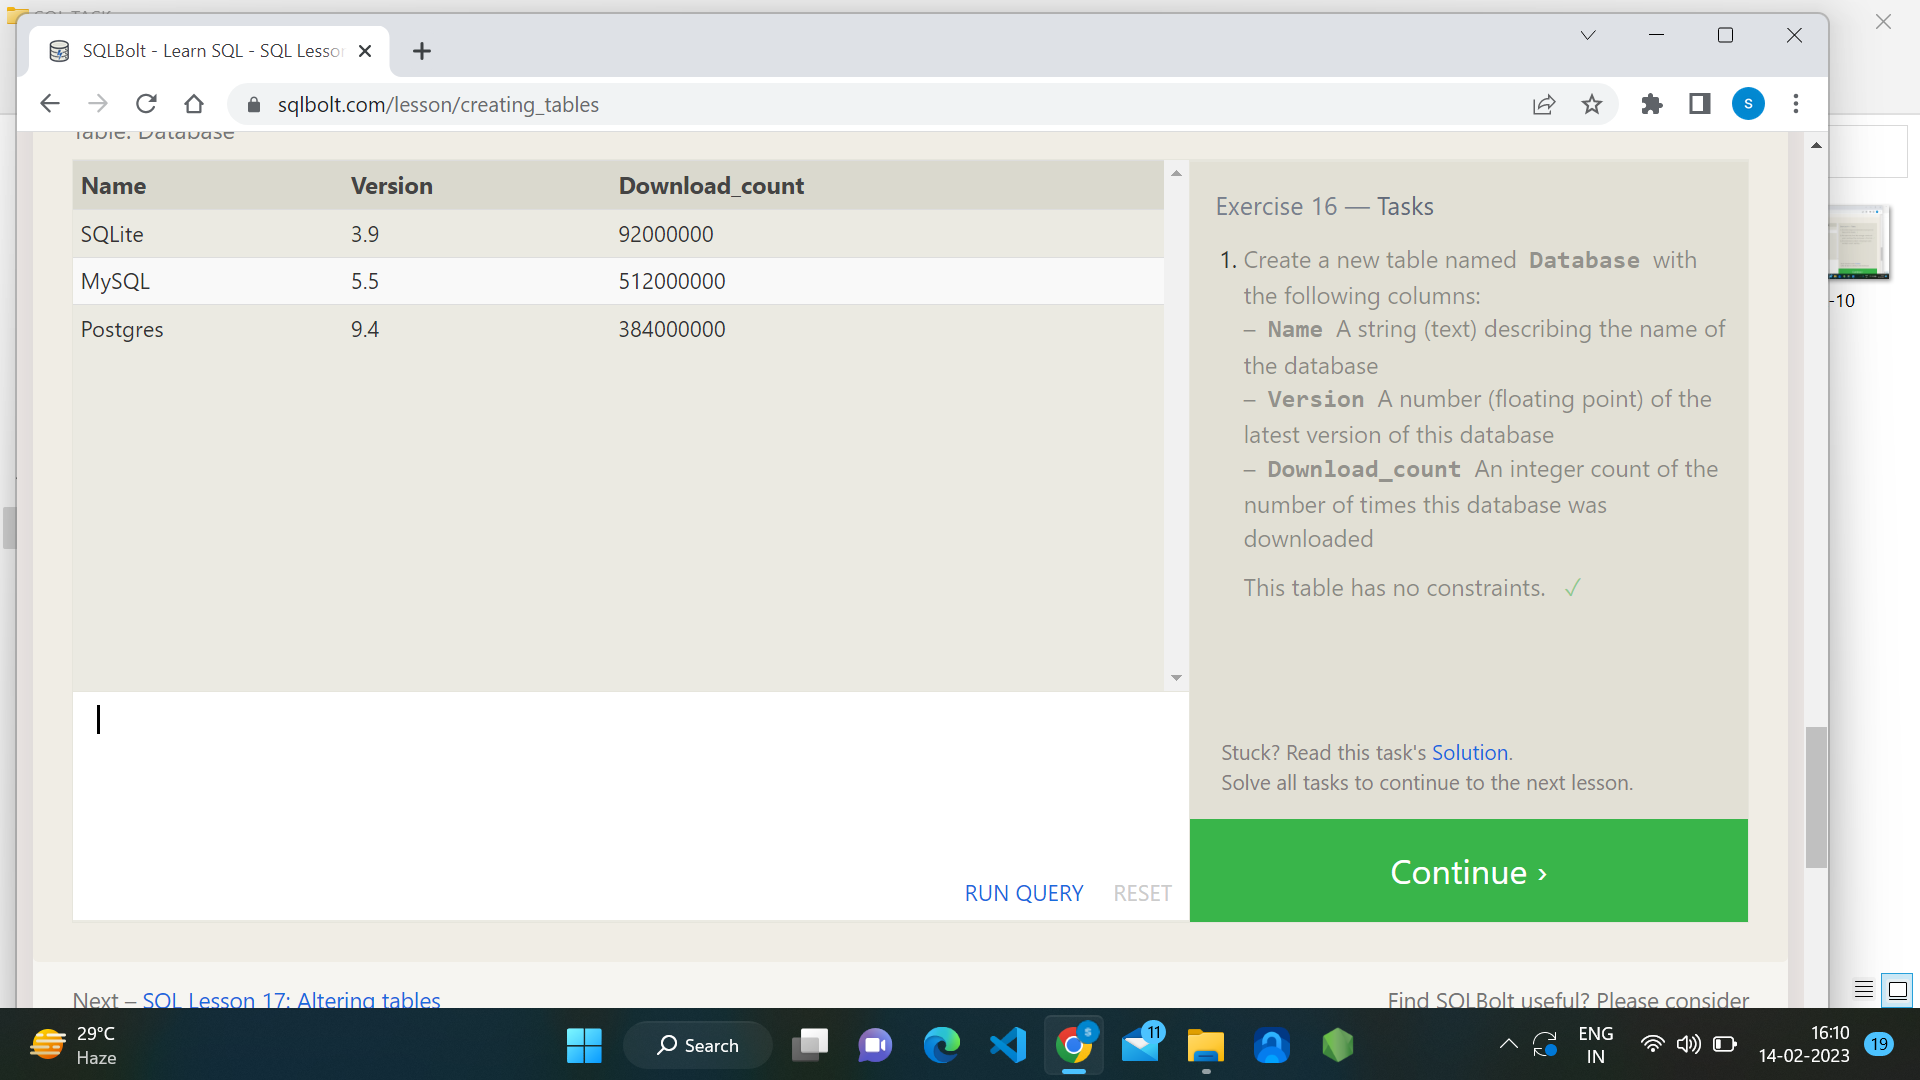 SQL TASK
SQLBolt - Learn SQL - SQL Lesson
sqlbolt.com/lesson/creating_tables
S
Table: Database
Name Version Download_count
SQLite 3.9 92000000
MySQL 5.5 512000000
Postgres 9.4 384000000
Exercise 16 — Tasks
1. Create a new table named Database with
the following columns:
– Name A string (text) describing the name of
the database
– Version A number (floating point) of the
latest version of this database
– Download_count An integer count of the
number of times this database was
downloaded
This table has no constraints. ✓
-10
Stuck? Read this task's Solution.
Solve all tasks to continue to the next lesson.
RUN QUERY RESET
Continue ›
Next – SQL Lesson 17: Altering tables
Find SQLBolt useful? Please consider
29°C
Haze
Search
S
11
ENG
IN
16:10
14-02-2023
19